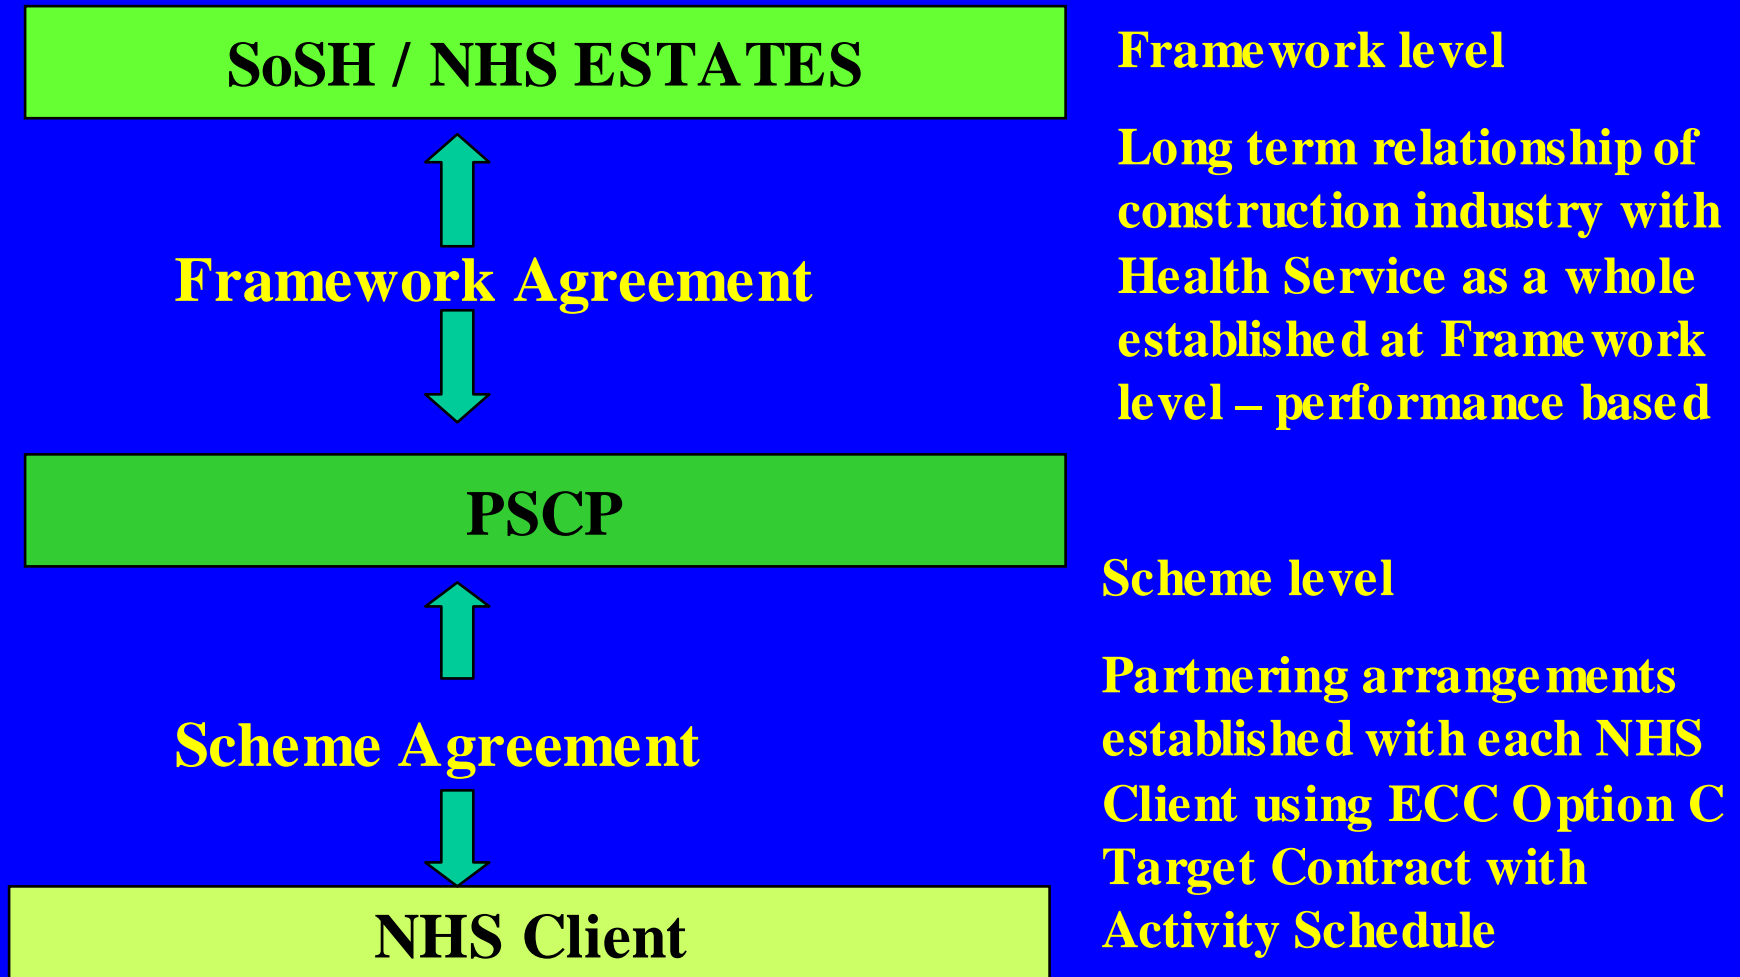 SoSH / NHS ESTATES
Framework Agreement
PSCP
Scheme Agreement
NHS Client
Framework level
Long term relationship of
construction industry with
Health Service as a whole
established at Framework
level – performance based
Scheme level
Partnering arrangements
established with each NHS
Client using ECC Option C
Target Contract with
Activity Schedule